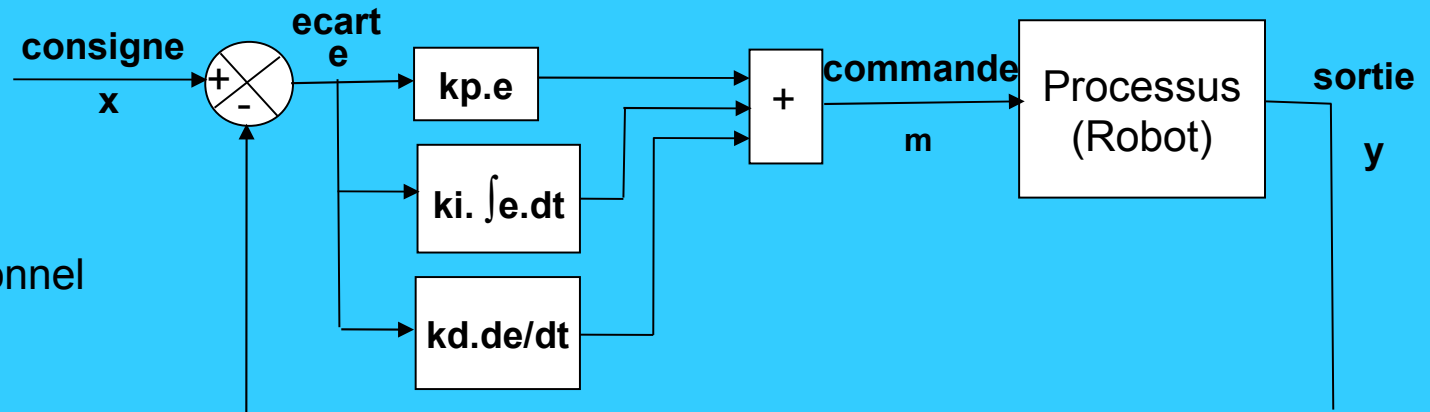 consigne
x
+
-
ecart
e
kp.e
ki. ∫e.dt
kd.de/dt
+
commande
m
Processus
(Robot)
sortie
y
onnel